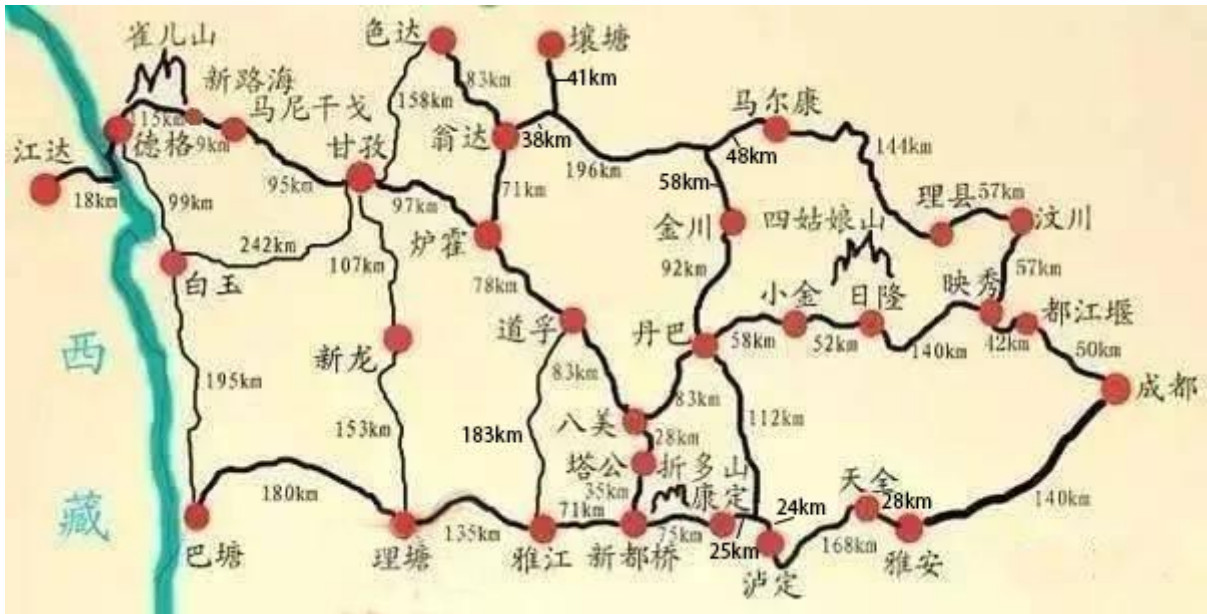 雀儿山
色达
壤塘
新路海
83km
41km
115km
马尼干戈
158km
马尔康
江达
德格
9km
甘孜
翁达
38km
48km
144km
18km
99km
95km
97km
71km
196km
58km
理县
57km
汶川
242km
107km
炉霍
金川
四姑娘山
白玉
78km
92km
57km
小金
日隆
映秀
都江堰
道孚
丹巴
西
新龙
58km
52km
140km
42km
50km
195km
83km
83km
成都
八美
112km
153km
183km
28km
塔公
折多山
180km
35km
康定
24km
天全
28km
140km
藏
71km
135km
75km
25km
168km
巴塘
理塘
雅江
新都桥
泸定
雅安